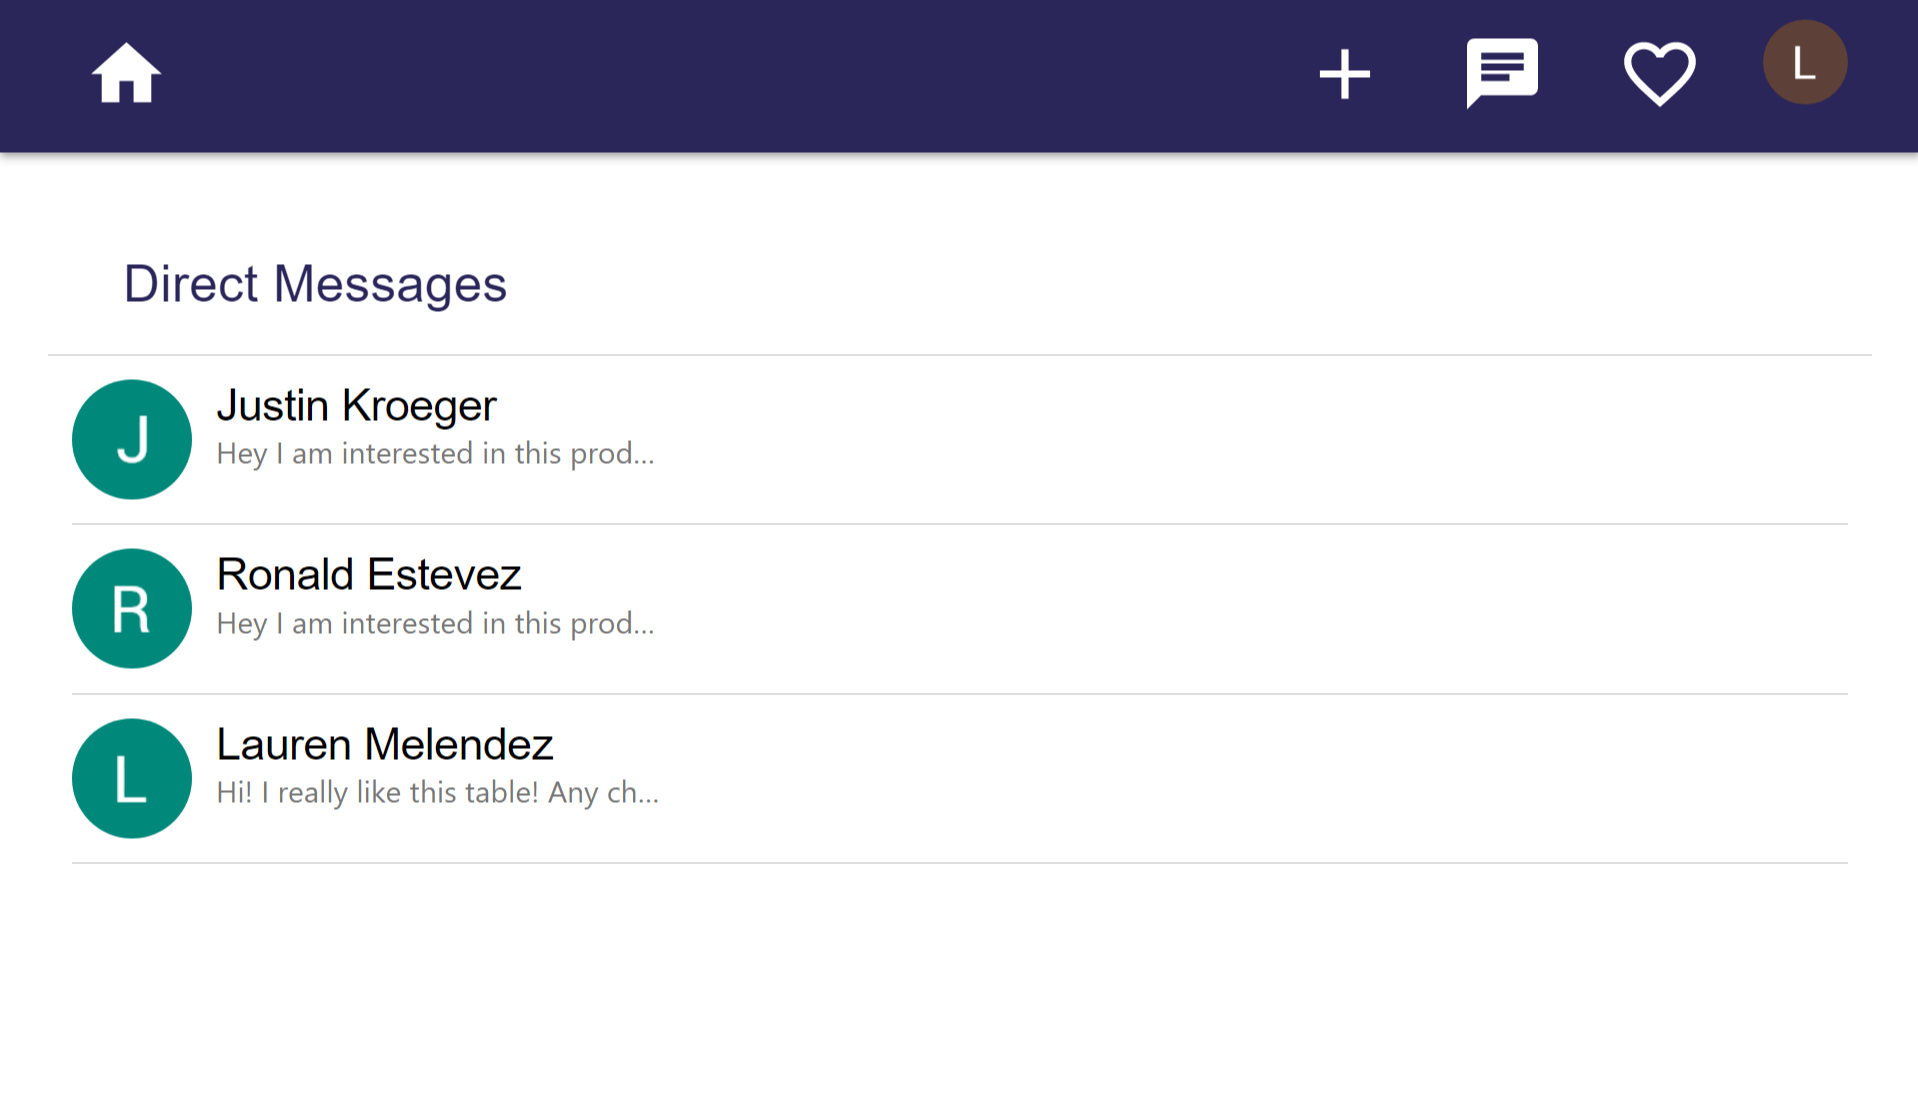 L
Direct Messages
J
Justin Kroeger
Hey I am interested in this prod...
R
Ronald Estevez
Hey I am interested in this prod...
L
Lauren Melendez
Hi! I really like this table! Any ch...